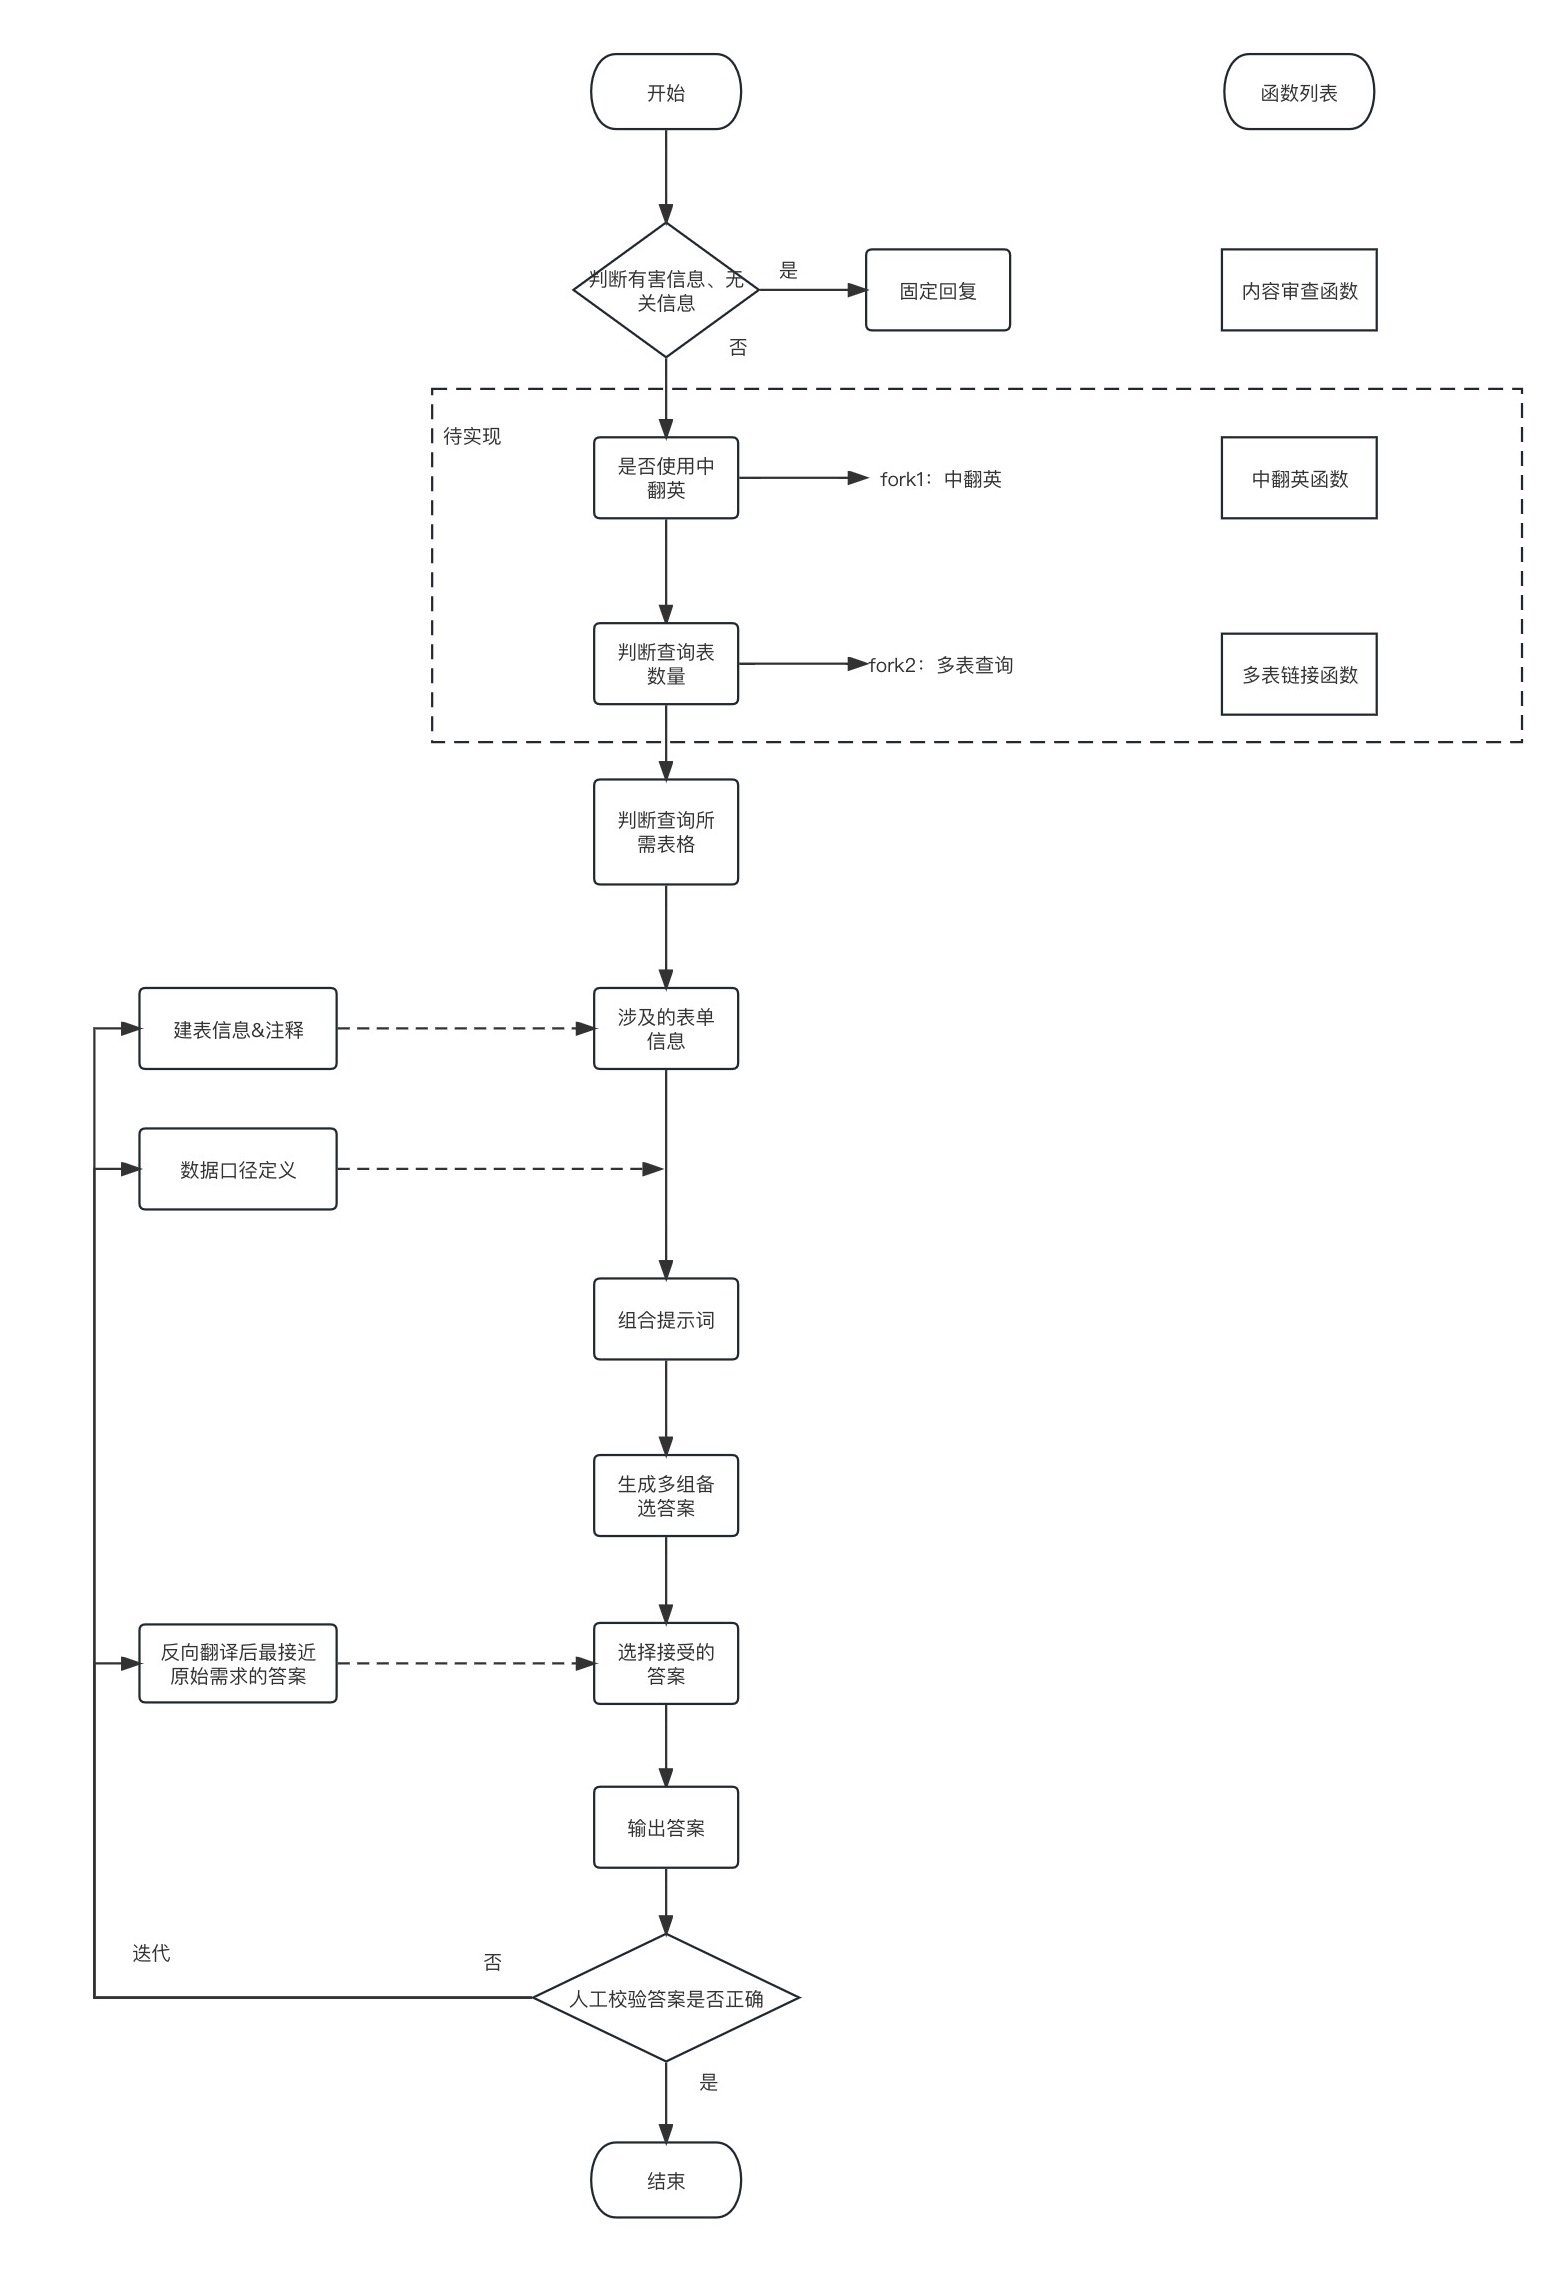 开始
函数列表
判断有害信息、无
关信息
是
固定回复
内容审查函数
否
待实现
是否使用中
翻英
fork1：中翻英
中翻英函数
判断查询表
数量
fork2：多表查询
多表链接函数
判断查询所
需表格
建表信息&注释
涉及的表单
信息
数据口径定义
组合提示词
生成多组备
选答案
反向翻译后最接近
原始需求的答案
选择接受的
答案
输出答案
迭代
否
人工校验答案是否正确
是
结束